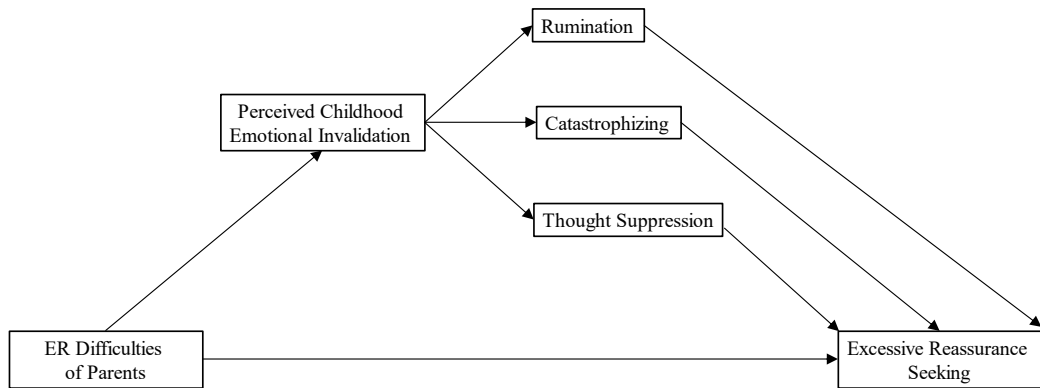 Rumination
Perceived Childhood
Emotional Invalidation
Catastrophizing
Thought Suppression
ER Difficulties
of Parents
Excessive Reassurance
Seeking